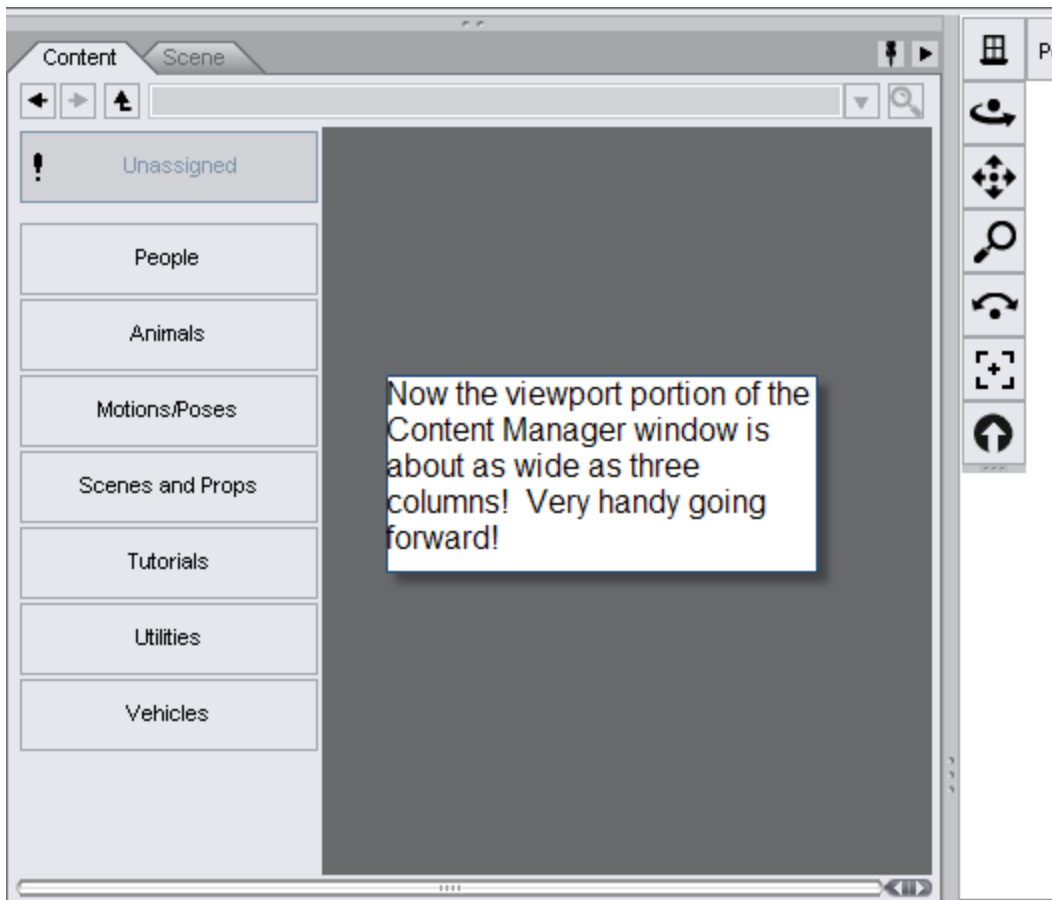 Content
Scene
Unassigned
People
Animals
Motions/Poses
Scenes and Props
Tutorials
Utilities
Vehicles
Now the viewport portion of the
Content Manager window is
about as wide as three
columns!  Very handy going
forward!